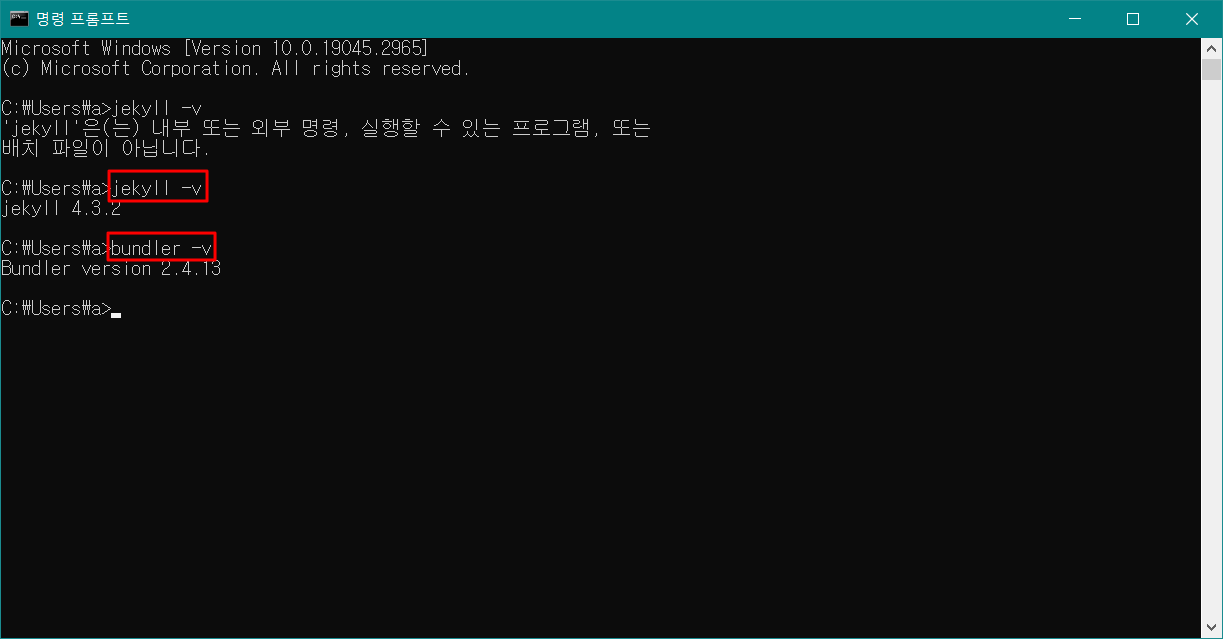 명령 프롬프트
Microsoft Windows [Version 10.0.19045.2965]
(c) Microsoft Corporation. All rights reserved.
C:₩Users₩a>jekyll -v
'jekyll'은(는) 내부 또는 외부 명령, 실행할 수 있는 프로그램, 또는
배치 파일이 아닙니다.
C:₩Users₩a>jekyll -v
jekyll 4.3.2
C:₩Users₩a>bundler -v
Bundler version 2.4.13
C:₩Users₩a>